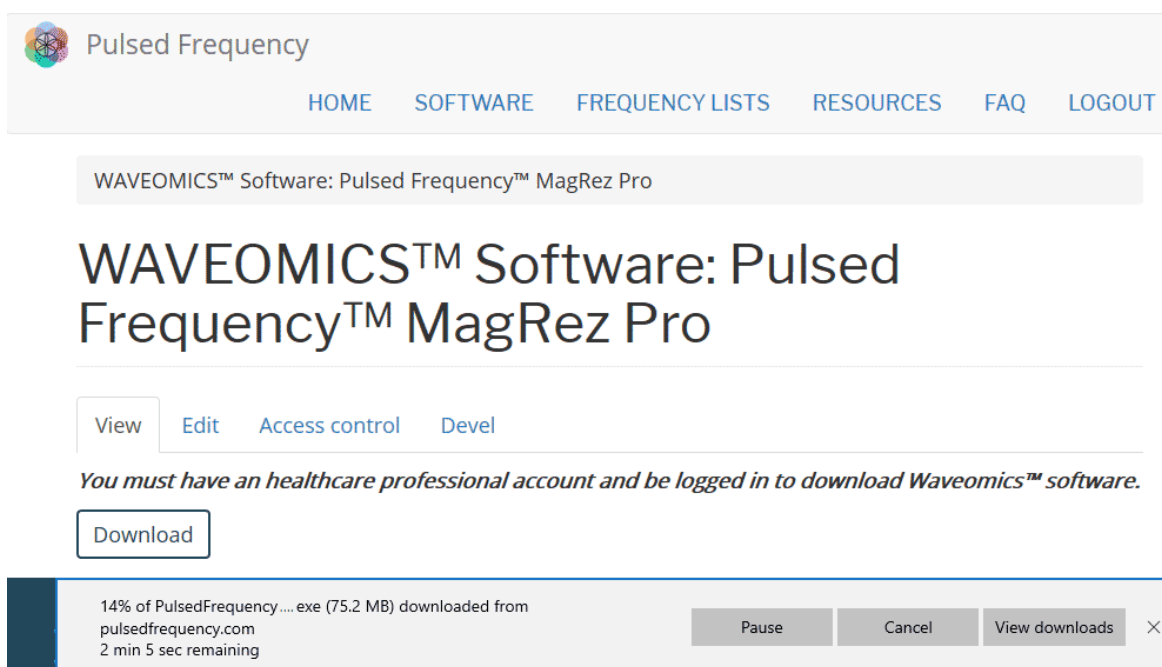 Pulsed Frequency
HOME SOFTWARE FREQUENCY LISTS RESOURCES FAQ LOGOUT
WAVEOMICS™ Software: Pulsed Frequency™ MagRez Pro
WAVEOMICS™ Software: Pulsed
Frequency™ MagRez Pro
View Edit Access control Devel
You must have an healthcare professional account and be logged in to download Waveomics™ software.
Download
14% of PulsedFrequency....exe (75.2 MB) downloaded from
pulsedfrequency.com
2 min 5 sec remaining
Pause Cancel View downloads